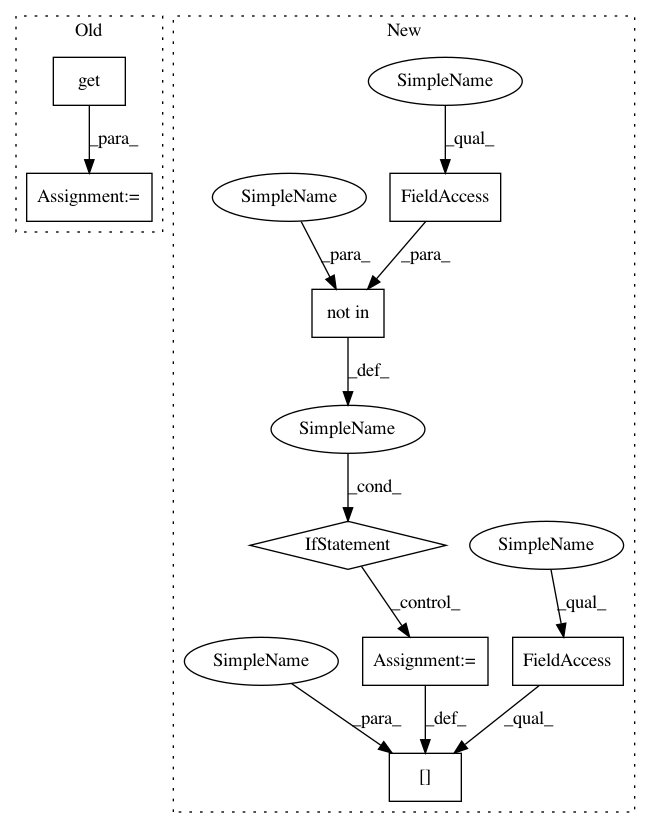 Old
New
get
SimpleName
_para_
_qual_
Assignment:=
SimpleName
FieldAccess
_para_
_para_
not in
_def_
SimpleName
_cond_
IfStatement
SimpleName
_control_
_qual_
SimpleName
Assignment:=
FieldAccess
_para_
_def_
_qual_
[]